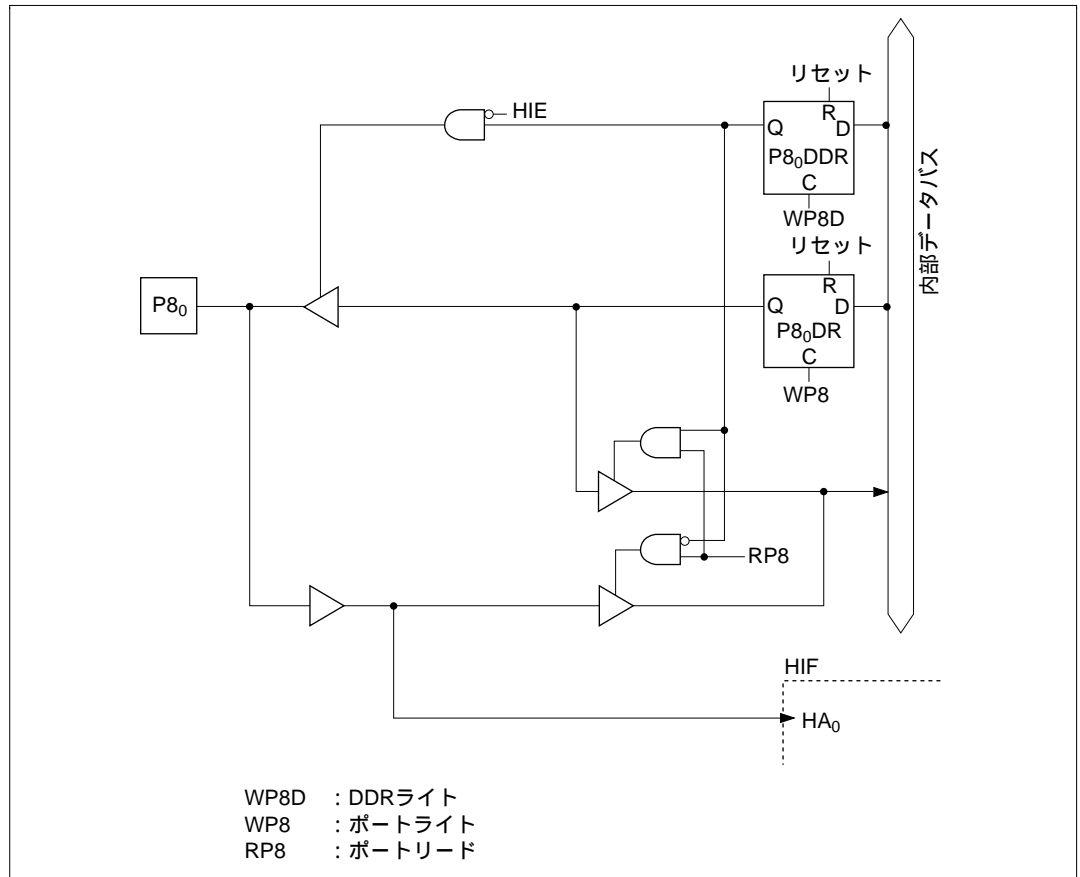 リセット
HIE
R
Q D
P8₀DDR
C
WP8D
リセット
R
Q D
P8₀DR
C
WP8
内部データバス
P8₀
RP8
HIF
HA₀
WP8D :DDRライト
WP8 :ポートライト
RP8 :ポートリード